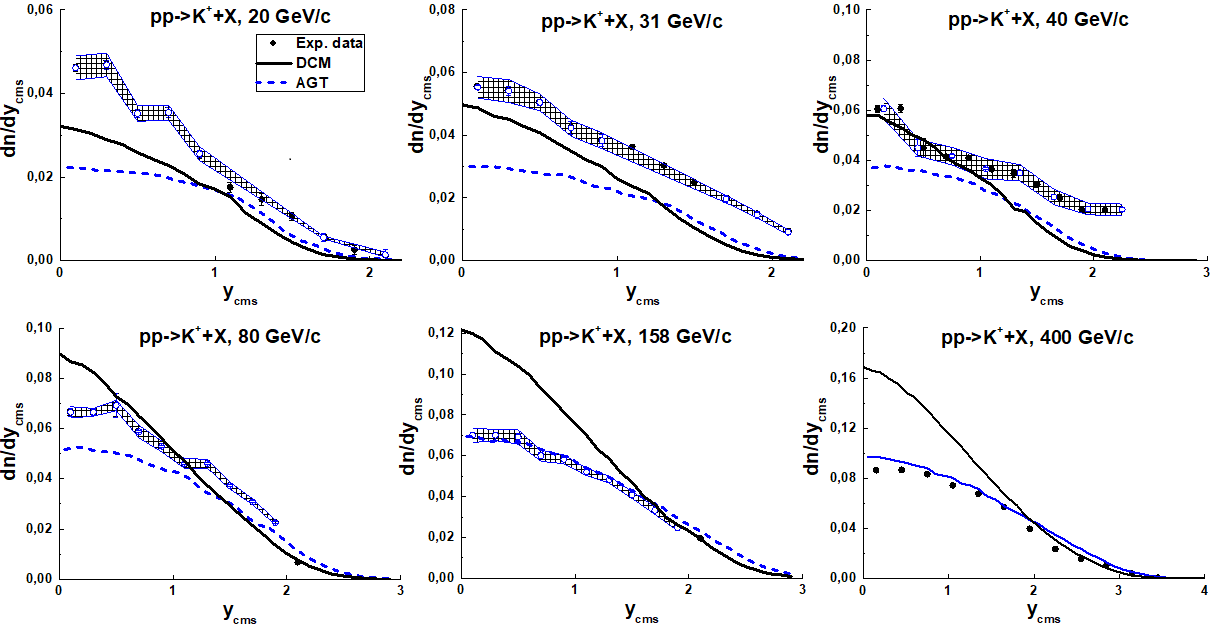 pp->K⁺+X, 20 GeV/c
Exp. data
DCM
AGT
dn/dy_cms
0,06
0,04
0,02
0,00
0 1 2
y_cms
pp->K⁺+X, 31 GeV/c
dn/dy_cms
0,08
0,06
0,04
0,02
0,00
0 1 2
y_cms
pp->K⁺+X, 40 GeV/c
dn/dy_cms
0,10
0,08
0,06
0,04
0,02
0,00
0 1 2 3
y_cms
pp->K⁺+X, 80 GeV/c
dn/dy_cms
0,10
0,08
0,06
0,04
0,02
0,00
0 1 2 3
y_cms
pp->K⁺+X, 158 GeV/c
dn/dy_cms
0,12
0,10
0,08
0,06
0,04
0,02
0,00
0 1 2 3
y_cms
pp->K⁺+X, 400 GeV/c
dn/dy_cms
0,20
0,16
0,12
0,08
0,04
0,00
0 1 2 3 4
y_cms